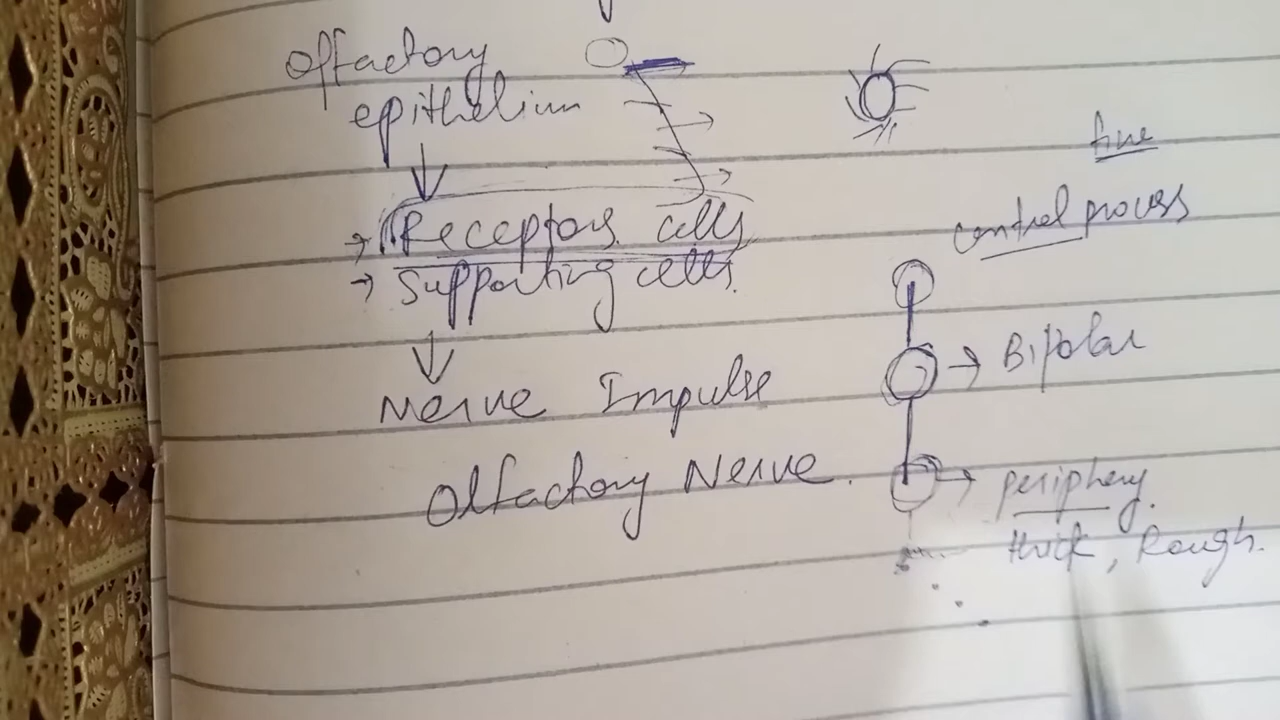 Olfactory
epithelium
Receptors cells
Supporting cells.
Nerve Impulse
Olfactory Nerve.
fine
central process
Bipolar
periphery.
thick, Rough.